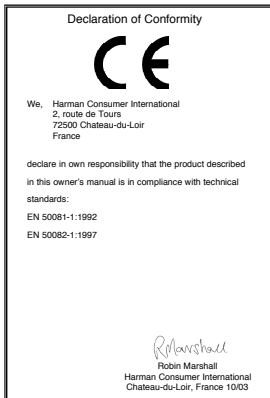 Declaration of Conformity
CE
We, Harman Consumer International
2, route de Tours
72500 Chateau-du-Loir
France
declare in own responsibility that the product described
in this owner's manual is in compliance with technical
standards:
EN 50081-1:1992
EN 50082-1:1997
RMarshall
Robin Marshall
Harman Consumer International
Chateau-du-Loir, France 10/03